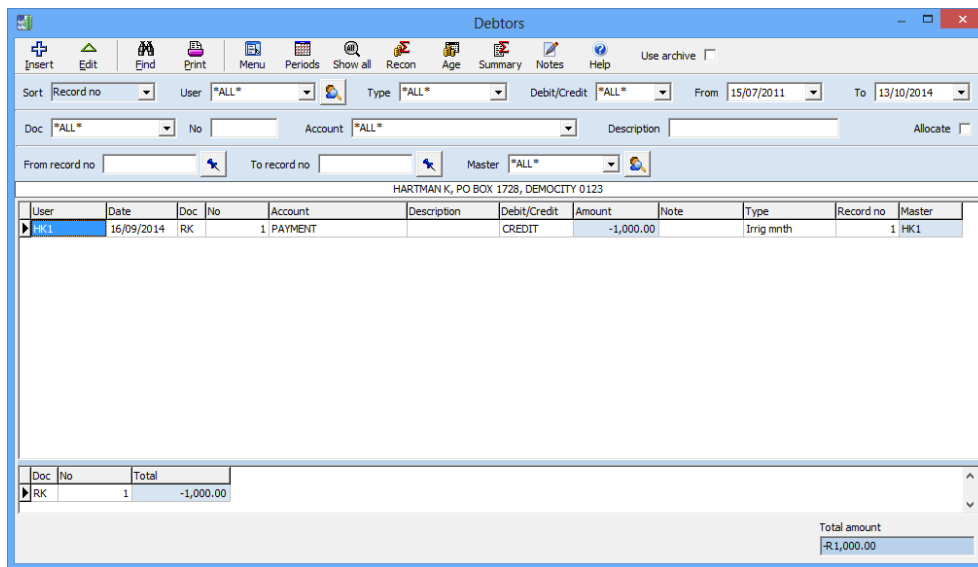 Debtors
Insert Edit Find Print Menu Periods Show all Recon Age Summary Notes Help Use archive
Sort Record no User *ALL* Type *ALL* Debit/Credit *ALL* From 15/07/2011 To 13/10/2014
Doc *ALL* No Account *ALL* Description Allocate
From record no To record no Master *ALL*
HARTMAN K, PO BOX 1728, DEMOCITY 0123
User Date Doc No Account Description Debit/Credit Amount Note Type Record no Master
HK1 16/09/2014 RK 1 PAYMENT CREDIT -1,000.00 Irrig mnth 1 HK1
Doc No Total
RK 1 -1,000.00
Total amount
-R1,000.00